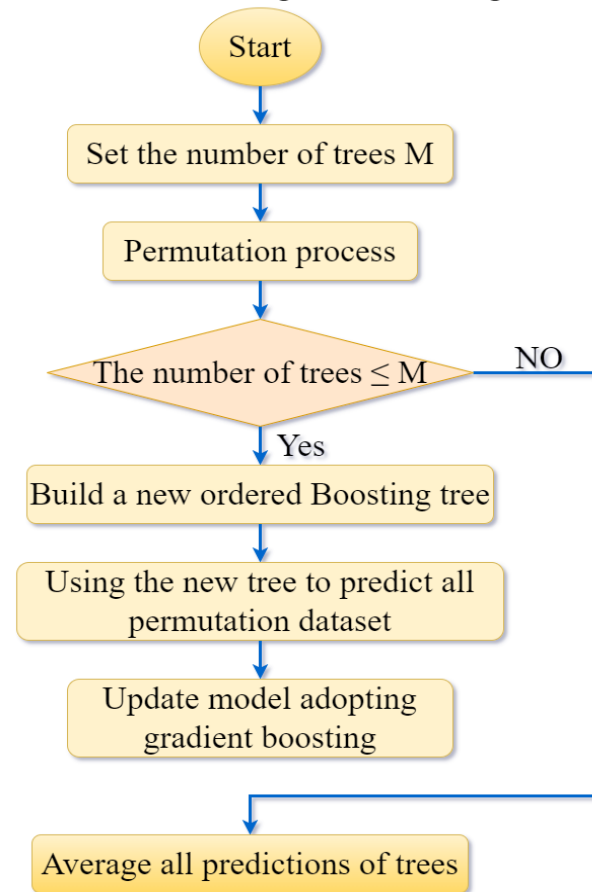 Start
Set the number of trees M
Permutation process
The number of trees ≤ M
NO
Yes
Build a new ordered Boosting tree
Using the new tree to predict all
permutation dataset
Update model adopting
gradient boosting
Average all predictions of trees